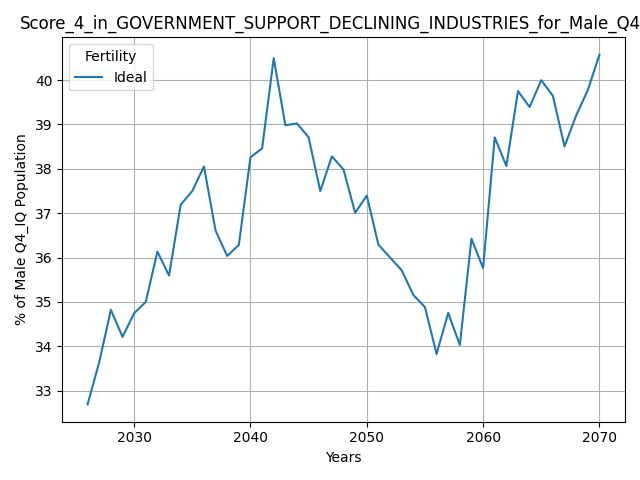 Score_4_in_GOVERNMENT_SUPPORT_DECLINING_INDUSTRIES_for_Male_Q4
Fertility
Ideal
% of Male Q4_IQ Population
40
39
38
37
36
35
34
33
2030 2040 2050 2060 2070
Years